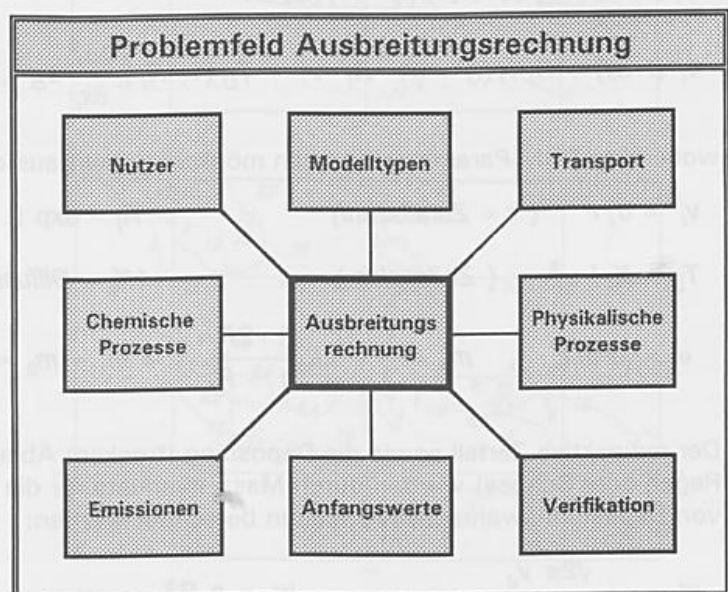 Problemfeld Ausbreitungsrechnung
Nutzer
Modelltypen
Transport
Chemische
Prozesse
Ausbreitungs
rechnung
Physikalische
Prozesse
Emissionen
Anfangswerte
Verifikation